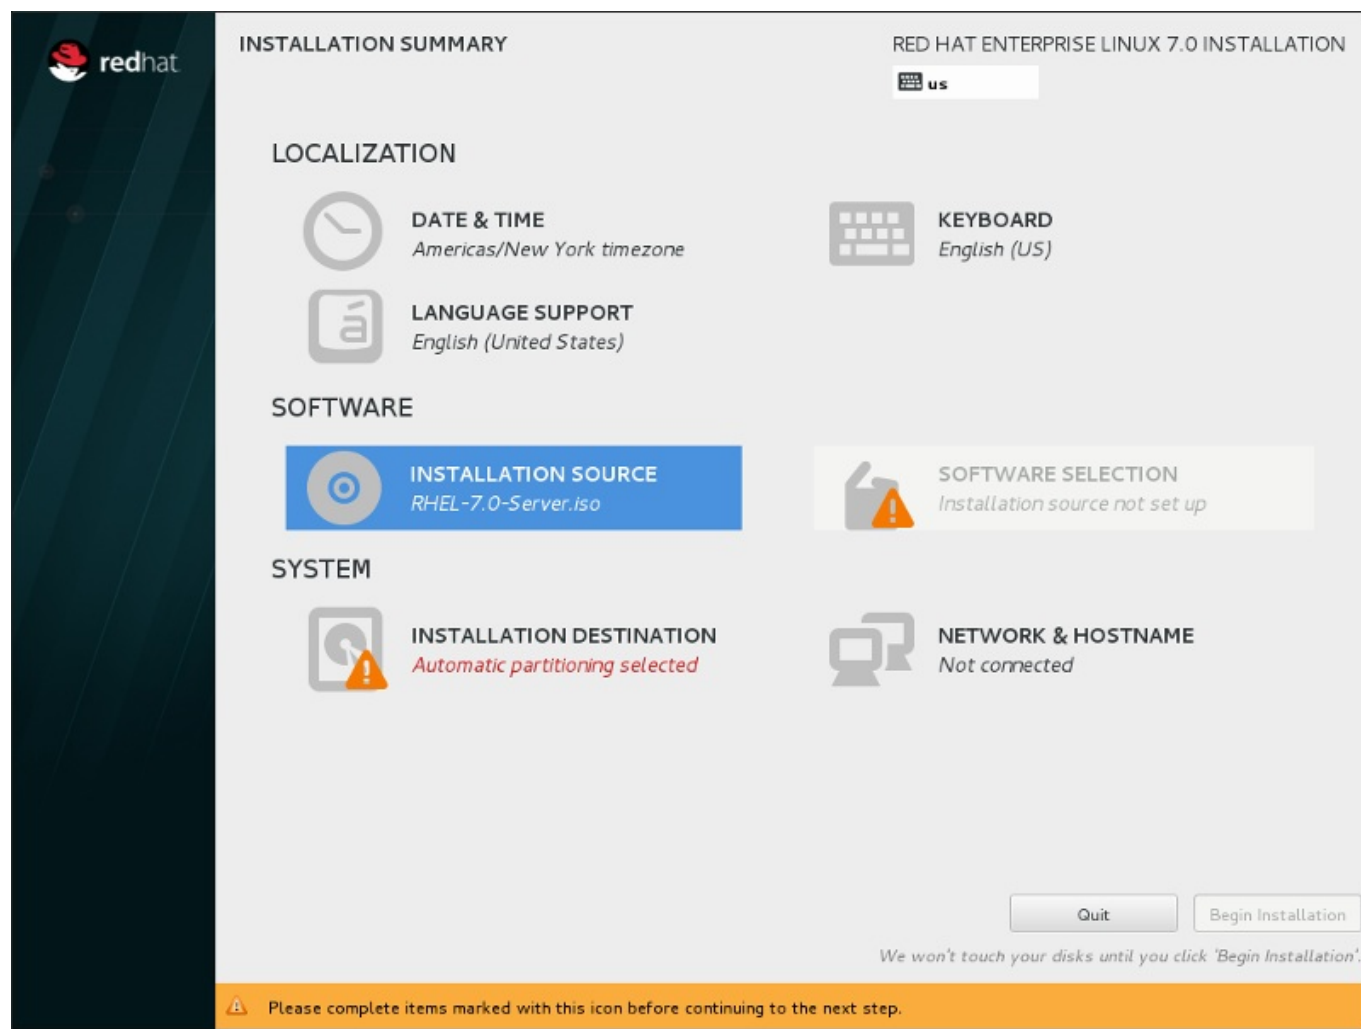 redhat
INSTALLATION SUMMARY
RED HAT ENTERPRISE LINUX 7.0 INSTALLATION
us
LOCALIZATION
DATE & TIME
Americas/New York timezone
KEYBOARD
English (US)
á
LANGUAGE SUPPORT
English (United States)
SOFTWARE
INSTALLATION SOURCE
RHEL-7.0-Server.iso
SOFTWARE SELECTION
Installation source not set up
SYSTEM
INSTALLATION DESTINATION
Automatic partitioning selected
NETWORK & HOSTNAME
Not connected
Quit
Begin Installation
We won't touch your disks until you click 'Begin Installation'.
Please complete items marked with this icon before continuing to the next step.